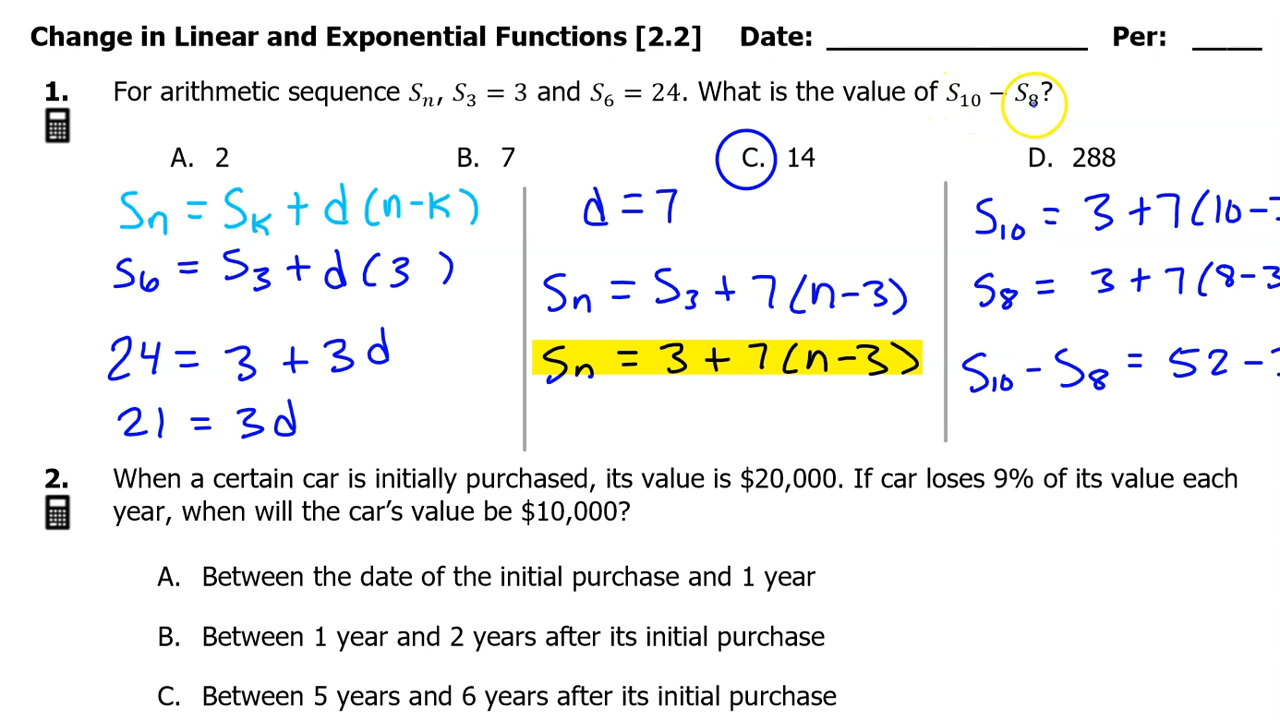 Change in Linear and Exponential Functions [2.2] Date: ____________________ Per: _____
1. For arithmetic sequence Sₙ, S₃ = 3 and S₆ = 24. What is the value of S₁₀ − S₈?
A. 2 B. 7 C. 14 D. 288
Sₙ = Sₖ + d(n-k)
S₆ = S₃ + d(3 )
24 = 3 + 3d
21 = 3d
d = 7
Sₙ = S₃ + 7(n-3)
Sₙ = 3 + 7(n-3)
S₁₀ = 3 + 7(10-
S₈ = 3 + 7(8-3
S₁₀ - S₈ = 52 -
2. When a certain car is initially purchased, its value is $20,000. If car loses 9% of its value each
year, when will the car's value be $10,000?
A. Between the date of the initial purchase and 1 year
B. Between 1 year and 2 years after its initial purchase
C. Between 5 years and 6 years after its initial purchase